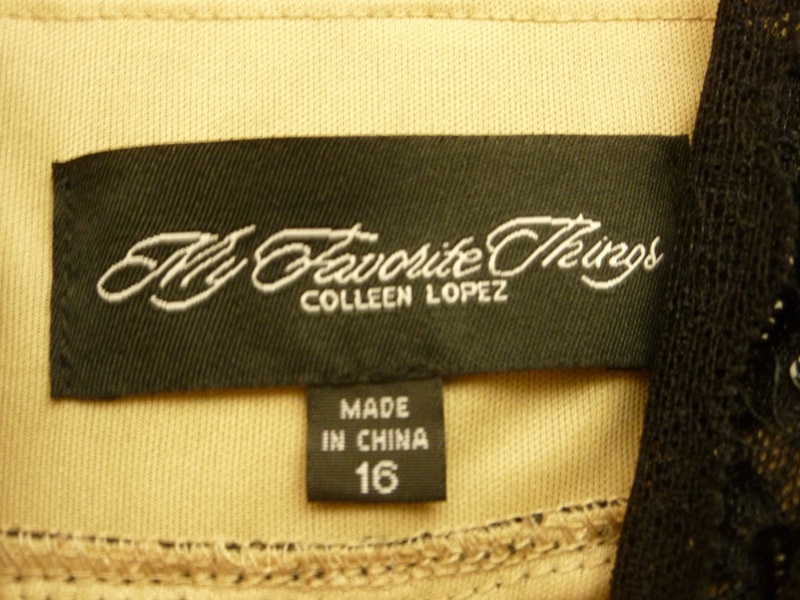 My Favorite Things
COLLEEN LOPEZ
MADE
IN CHINA
16